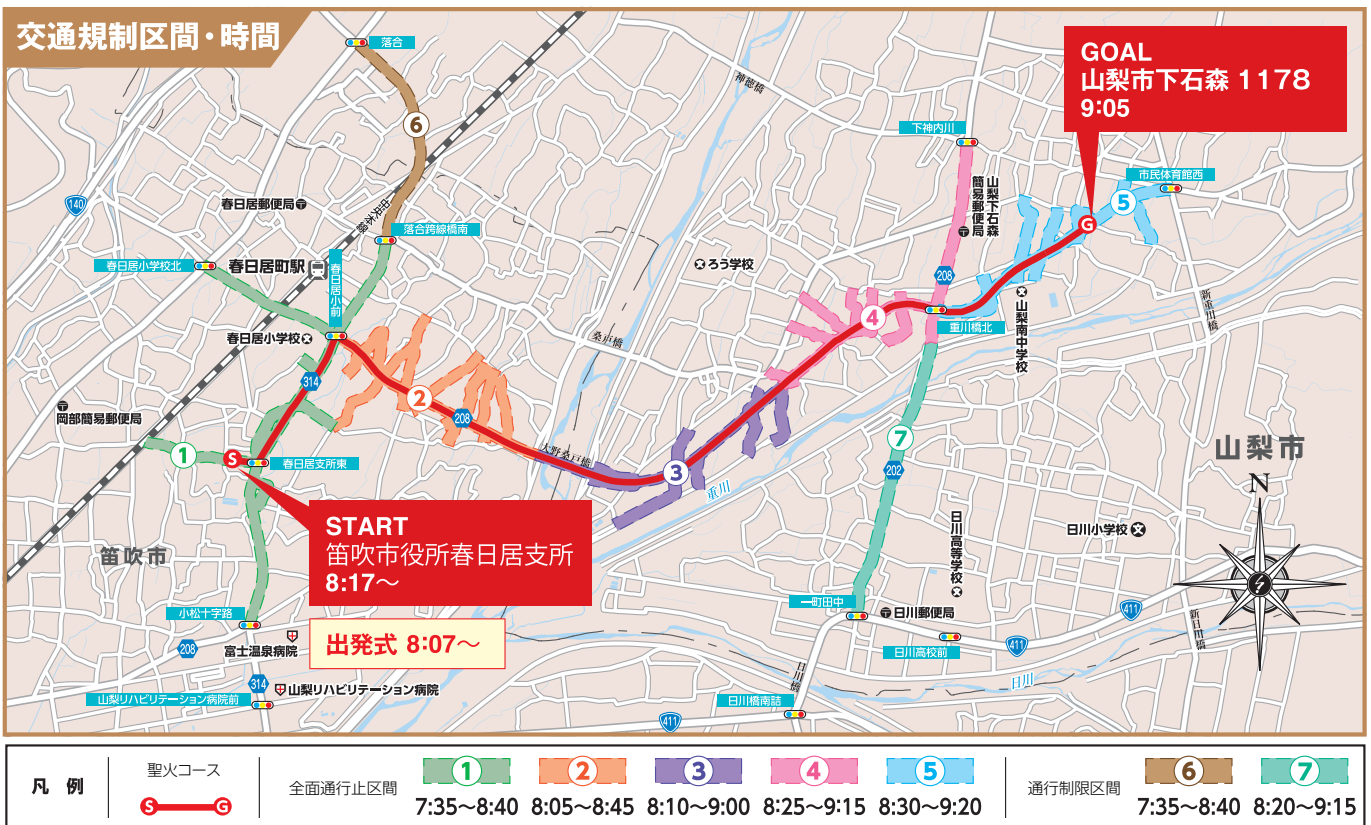 交通規制区間・時間
落合
神徳橋
GOAL
山梨市下石森 1178
9:05
6
下神内川
市民体育館西
140
春日居郵便局
中央本線
山梨下石森
簡易郵便局
5
G
落合跨線橋南
春日居小学校北
春日居町駅
春日居小前
ろう学校
208
新重川橋
4
重川橋北
山梨南中学校
春日居小学校
桑戸橋
314
2
208
岡部簡易郵便局
1
S
春日居支所東
大野桑戸橋
3
重川
7
202
山梨市
N
START
笛吹市役所春日居支所
8:17〜
笛吹市
日川高等学校
日川小学校
小松十字路
一町田中
日川郵便局
411
新日川橋
出発式 8:07〜
208
富士温泉病院
日川高校前
411
314
山梨リハビリテーション病院
山梨リハビリテーション病院前
日川橋
日川
日川橋南詰
411
凡 例
聖火コース
S G
全面通行止区間
1 2 3 4 5
7:35〜8:40 8:05〜8:45 8:10〜9:00 8:25〜9:15 8:30〜9:20
通行制限区間
6 7
7:35〜8:40 8:20〜9:15